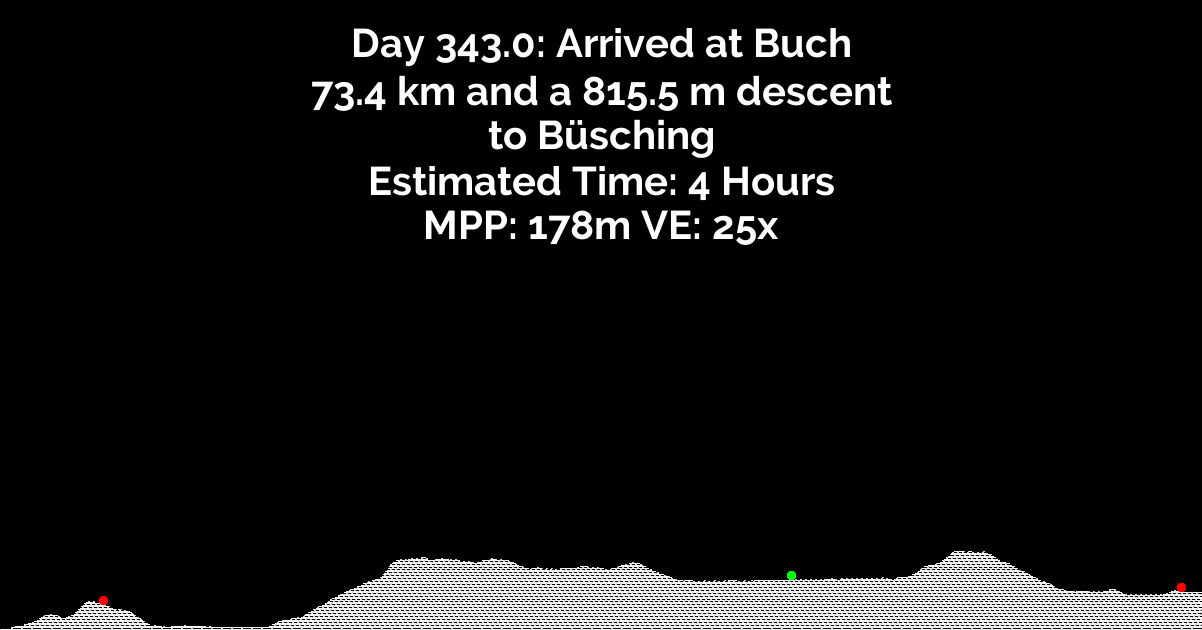 Day 343.0: Arrived at Buch
73.4 km and a 815.5 m descent
to Büsching
Estimated Time: 4 Hours
MPP: 178m VE: 25x